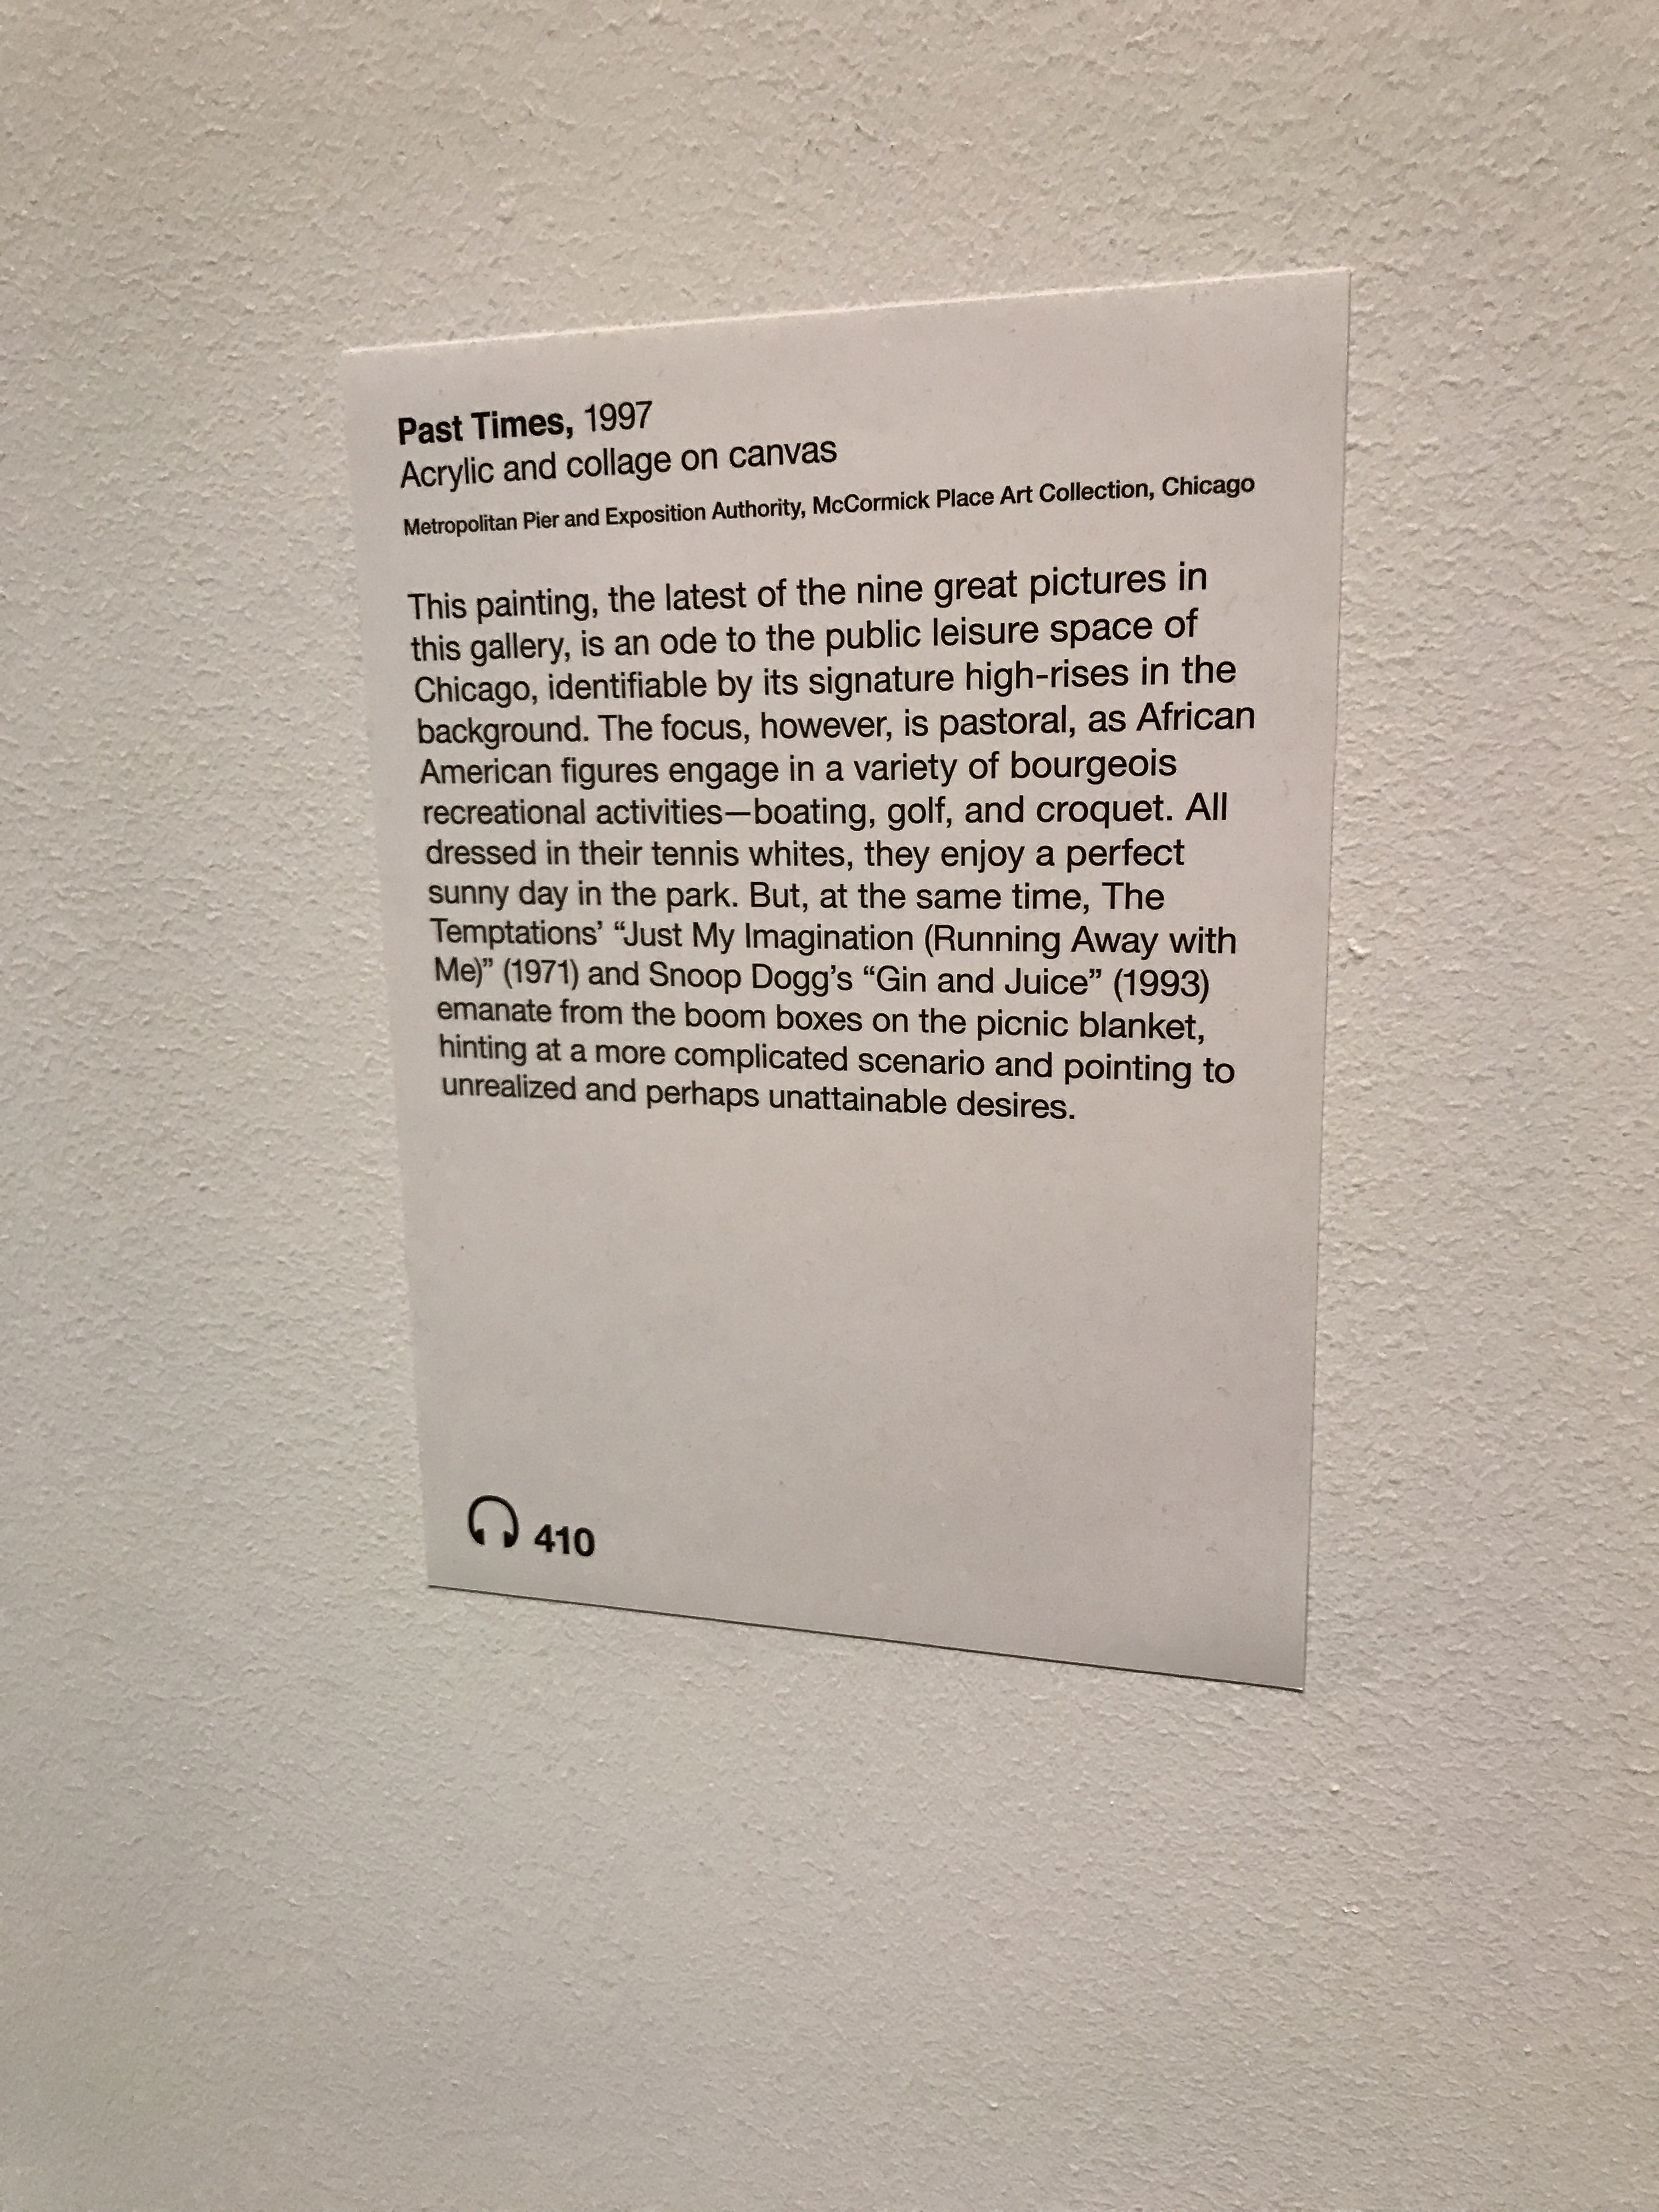 Past Times, 1997
Acrylic and collage on canvas
Metropolitan Pier and Exposition Authority, McCormick Place Art Collection, Chicago
This painting, the latest of the nine great pictures in
this gallery, is an ode to the public leisure space of
Chicago, identifiable by its signature high-rises in the
background. The focus, however, is pastoral, as African
American figures engage in a variety of bourgeois
recreational activities—boating, golf, and croquet. All
dressed in their tennis whites, they enjoy a perfect
sunny day in the park. But, at the same time, The
Temptations’ “Just My Imagination (Running Away with
Me)” (1971) and Snoop Dogg’s “Gin and Juice” (1993)
emanate from the boom boxes on the picnic blanket,
hinting at a more complicated scenario and pointing to
unrealized and perhaps unattainable desires.
410